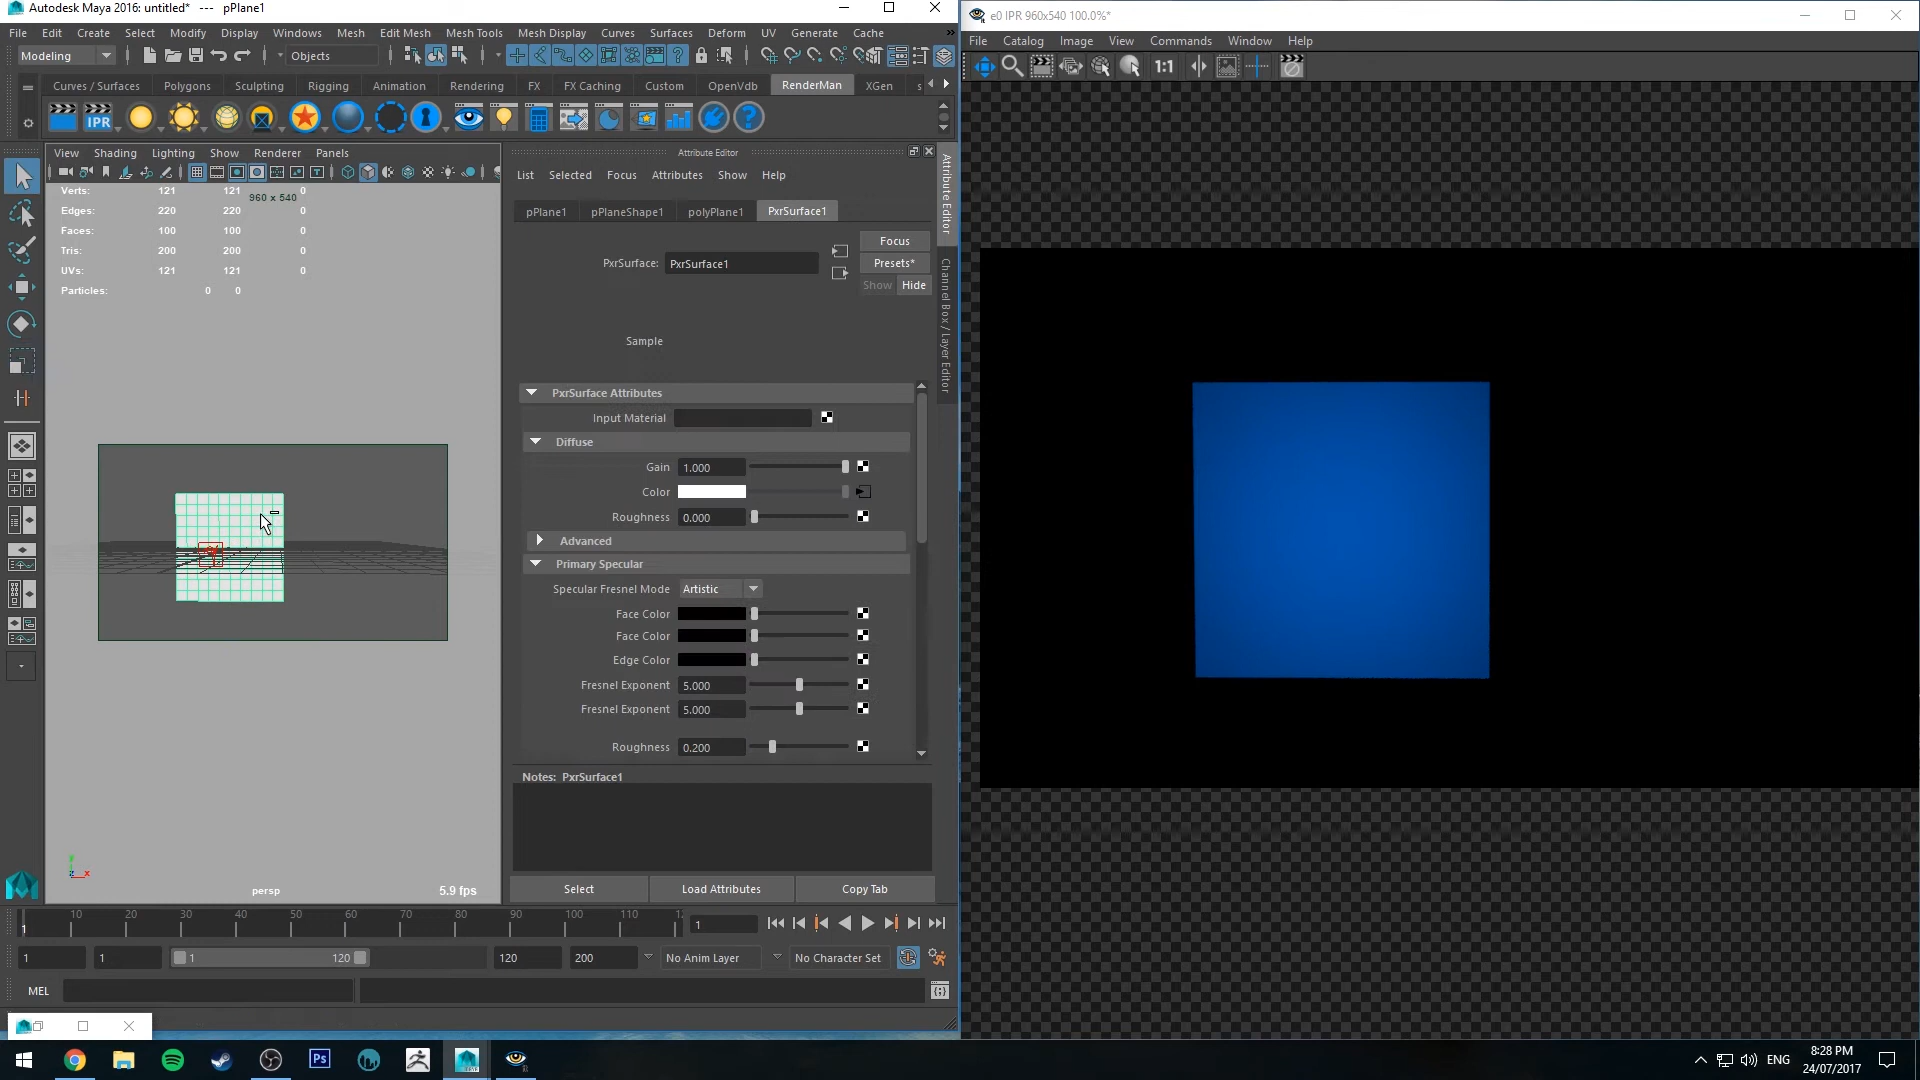 Autodesk Maya 2016: untitled* --- pPlane1
File Edit Create Select Modify Display Windows Mesh Edit Mesh Mesh Tools Mesh Display Curves Surfaces Deform UV Generate Cache »
Modeling Objects
Curves / Surfaces Polygons Sculpting Rigging Animation Rendering FX FX Caching Custom OpenVdb RenderMan XGen s
IPR
View Shading Lighting Show Renderer Panels
Verts: 121 121 0
960 x 540
Edges: 220 220 0
Faces: 100 100 0
Tris: 200 200 0
UVs: 121 121 0
Particles: 0 0
persp
5.9 fps
Attribute Editor
List Selected Focus Attributes Show Help
pPlane1 pPlaneShape1 polyPlane1 PxrSurface1
Focus
PxrSurface: PxrSurface1
Presets*
Show Hide
Sample
PxrSurface Attributes
Input Material
Diffuse
Gain 1.000
Color
Roughness 0.000
Advanced
Primary Specular
Specular Fresnel Mode Artistic
Face Color
Face Color
Edge Color
Fresnel Exponent 5.000
Fresnel Exponent 5.000
Roughness 0.200
Notes: PxrSurface1
Select Load Attributes Copy Tab
Attribute Editor
Channel Box / Layer Editor
1 10 20 30 40 50 60 70 80 90 100 110 12
1
1 1 1 120 120 200 No Anim Layer No Character Set
MEL
e0 IPR 960x540 100.0%*
File Catalog Image View Commands Window Help
1:1
Ps
ENG
8:28 PM
24/07/2017